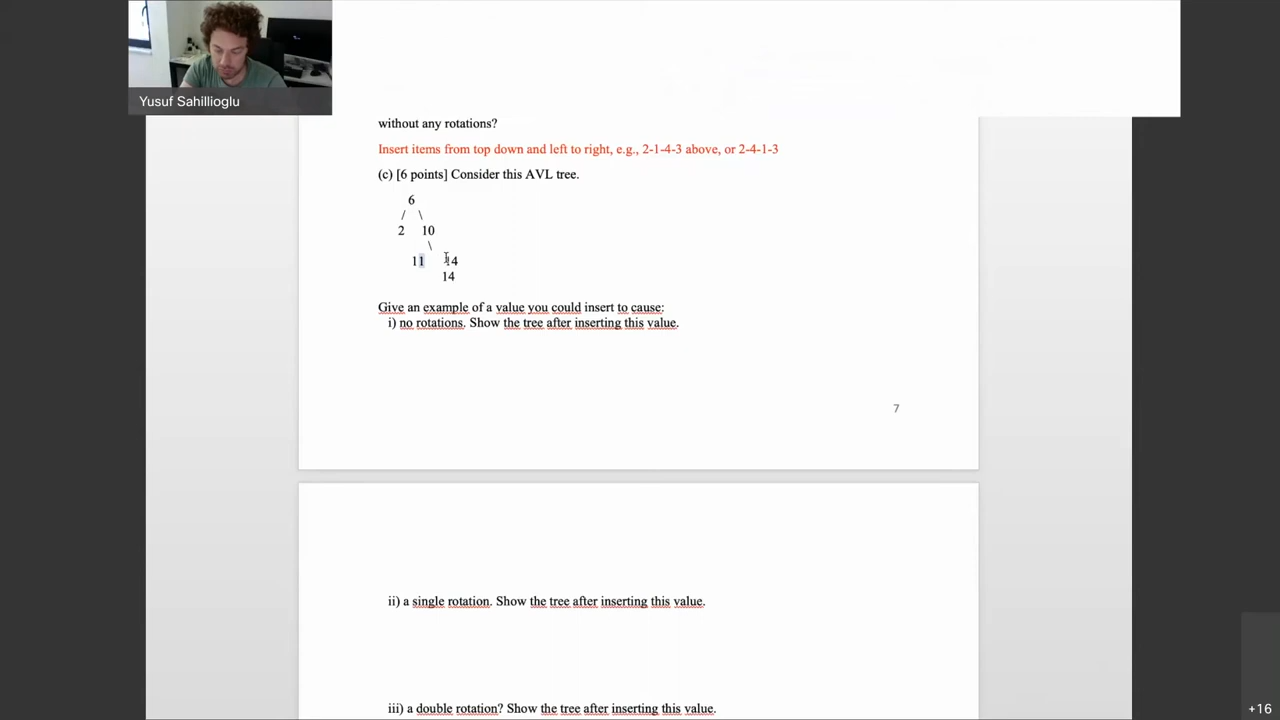 Yusuf Sahillioglu
without any rotations?
Insert items from top down and left to right, e.g., 2-1-4-3 above, or 2-4-1-3
(c) [6 points] Consider this AVL tree.
6
/ \
2 10
\
11 14
14
Give an example of a value you could insert to cause:
i) no rotations. Show the tree after inserting this value.
7
ii) a single rotation. Show the tree after inserting this value.
iii) a double rotation? Show the tree after inserting this value.
+16